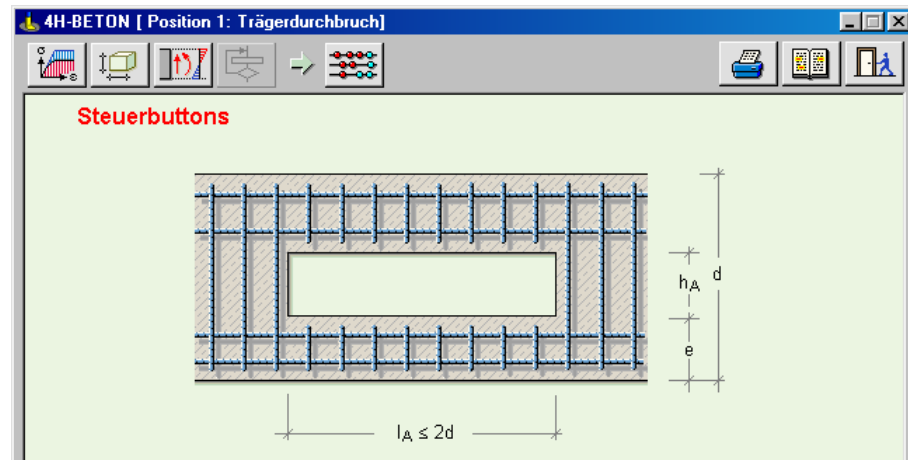 4H-BETON [ Position 1: Trägerdurchbruch]
σ
ε
Steuerbuttons
hA
d
e
lA ≤ 2d